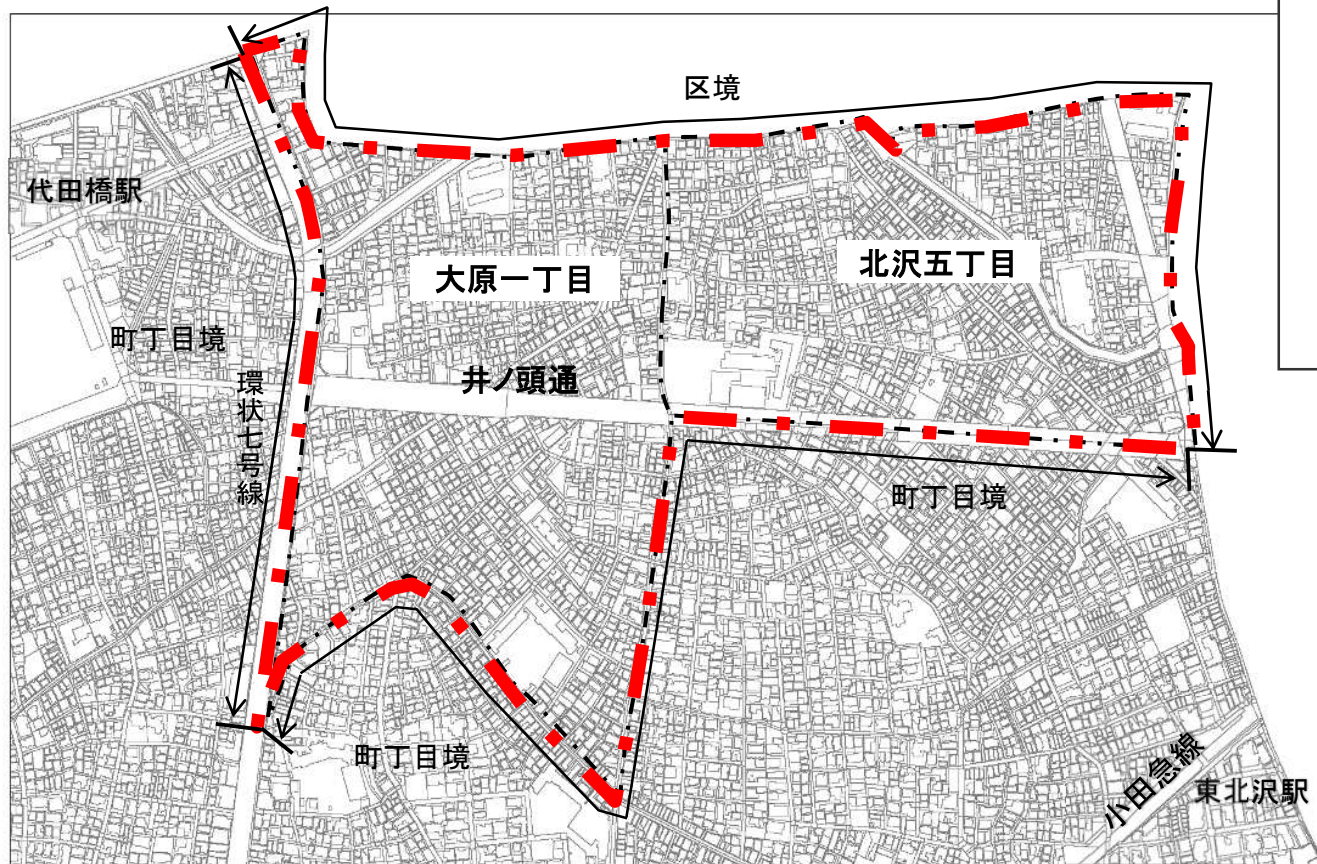 区境
代田橋駅
大原一丁目
北沢五丁目
町丁目境
環状七号線
井ノ頭通
町丁目境
町丁目境
小田急線
東北沢駅